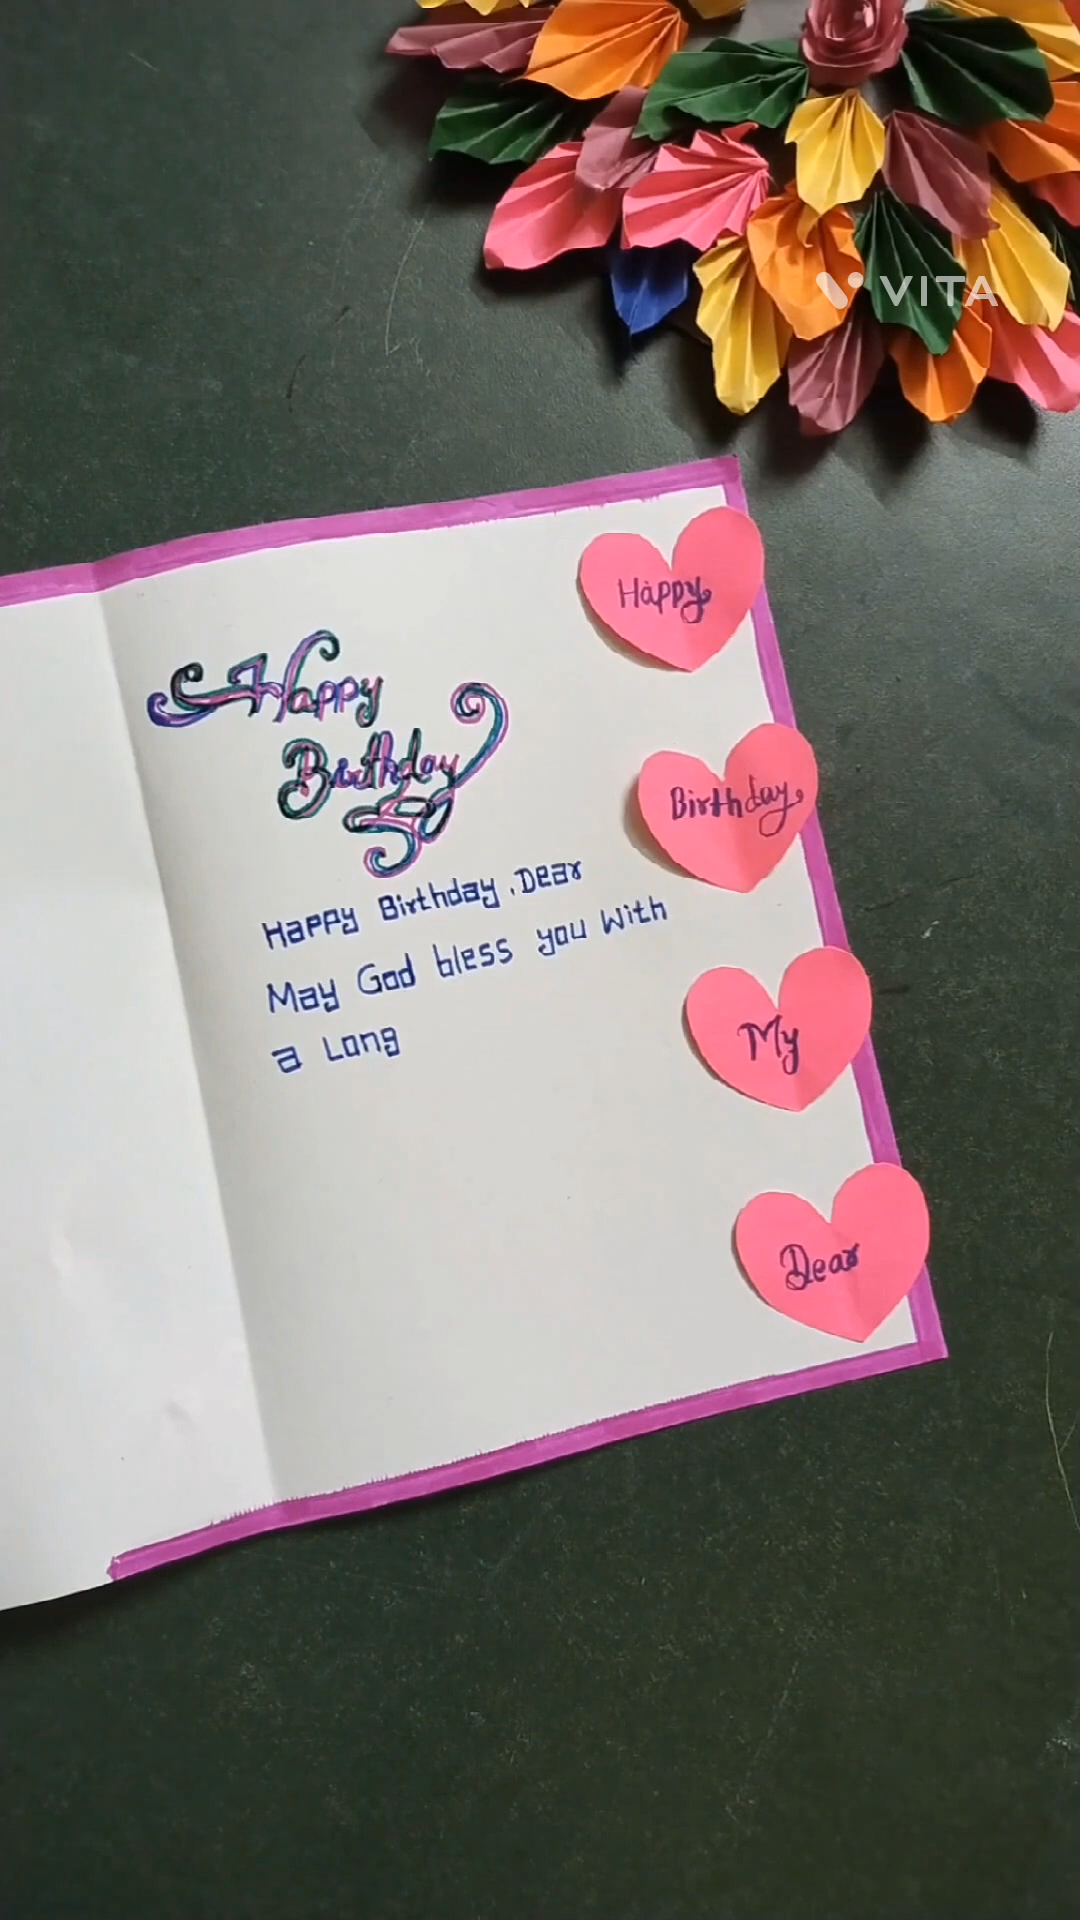 VITA
Happy
Birthday
Happy Birthday, Dear
May God bless you With
a Long
Happy
Birthday
My
Dear